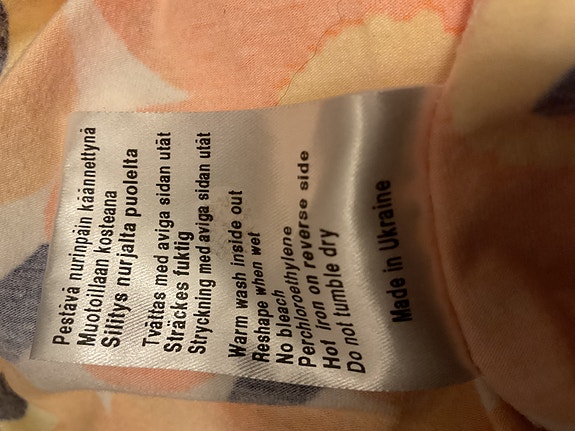 Pestävä nurinpäin käännettynä
Muotoillaan kosteana
Silitys nurjalta puolelta
Tvättas med aviga sidan utåt
Sträckes fuktig
Stryckning med aviga sidan utåt
Warm wash inside out
Reshape when wet
No bleach
Perchloroethylene
Hot iron on reverse side
Do not tumble dry
Made in Ukraine